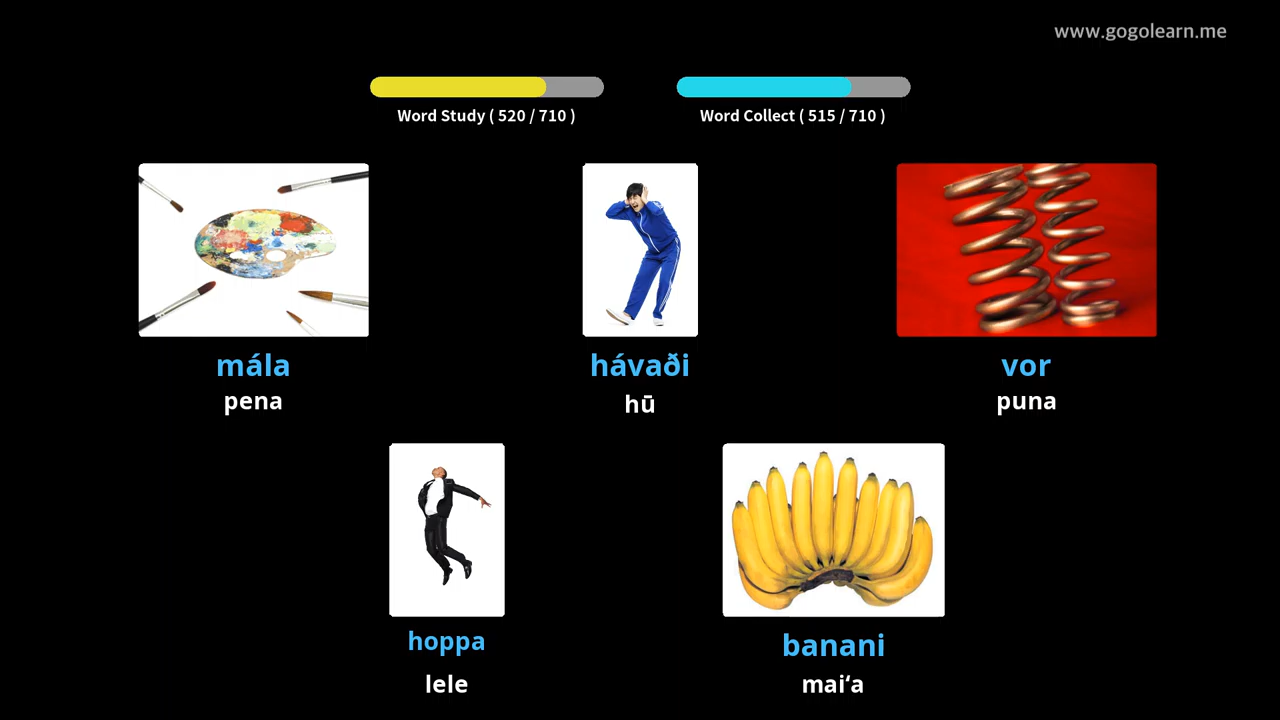 www.gogolearn.me
Word Study ( 520 / 710 )
Word Collect ( 515 / 710 )
mála
pena
hávaði
hū
vor
puna
hoppa
lele
banani
maiʻa